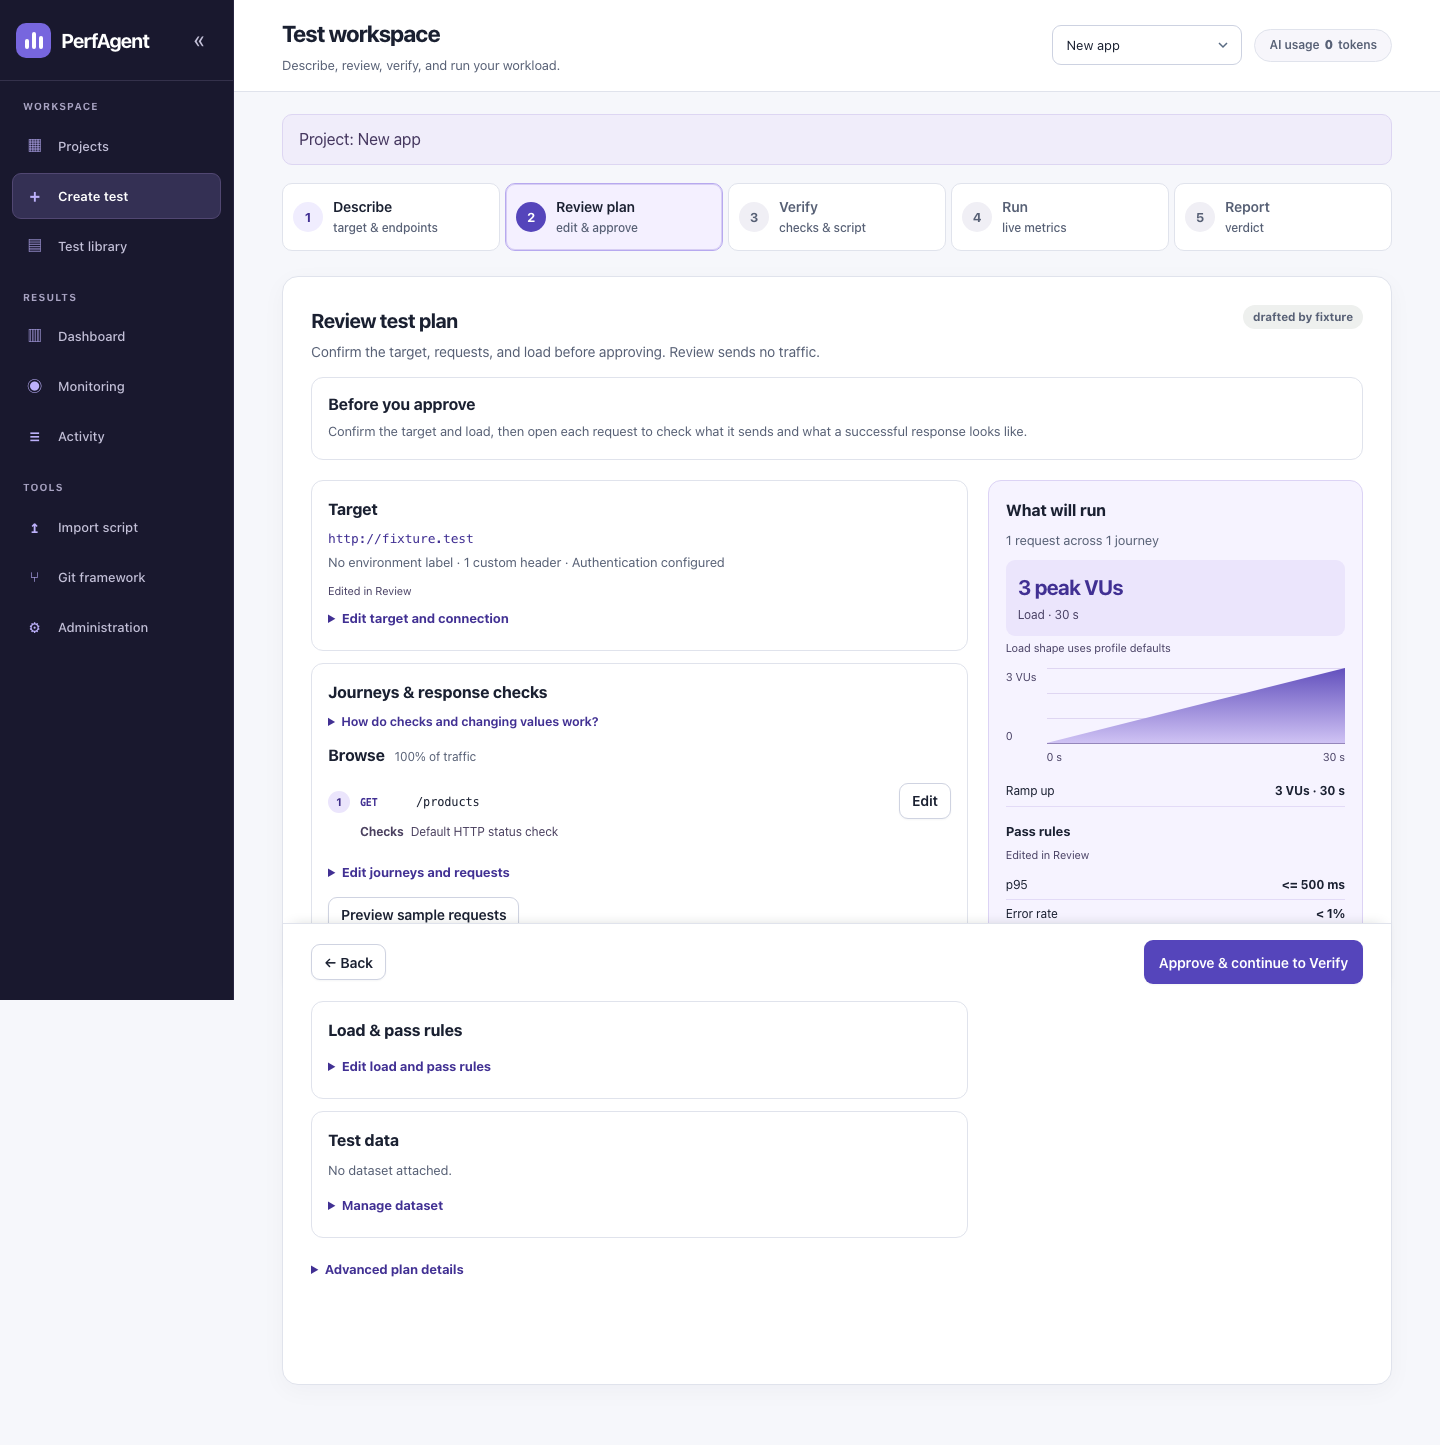 PerfAgent
«
WORKSPACE
Projects
+ Create test
Test library
RESULTS
Dashboard
Monitoring
Activity
TOOLS
Import script
Git framework
Administration
Test workspace
Describe, review, verify, and run your workload.
New app
AI usage 0 tokens
Project: New app
1 Describe
target & endpoints
2 Review plan
edit & approve
3 Verify
checks & script
4 Run
live metrics
5 Report
verdict
Review test plan
drafted by fixture
Confirm the target, requests, and load before approving. Review sends no traffic.
Before you approve
Confirm the target and load, then open each request to check what it sends and what a successful response looks like.
Target
http://fixture.test
No environment label · 1 custom header · Authentication configured
Edited in Review
Edit target and connection
Journeys & response checks
How do checks and changing values work?
Browse 100% of traffic
1 GET /products
Edit
Checks Default HTTP status check
Edit journeys and requests
Preview sample requests
What will run
1 request across 1 journey
3 peak VUs
Load · 30 s
Load shape uses profile defaults
3 VUs
0
0 s
30 s
Ramp up 3 VUs · 30 s
Pass rules
Edited in Review
p95 <= 500 ms
Error rate < 1%
← Back
Approve & continue to Verify
Load & pass rules
Edit load and pass rules
Test data
No dataset attached.
Manage dataset
Advanced plan details